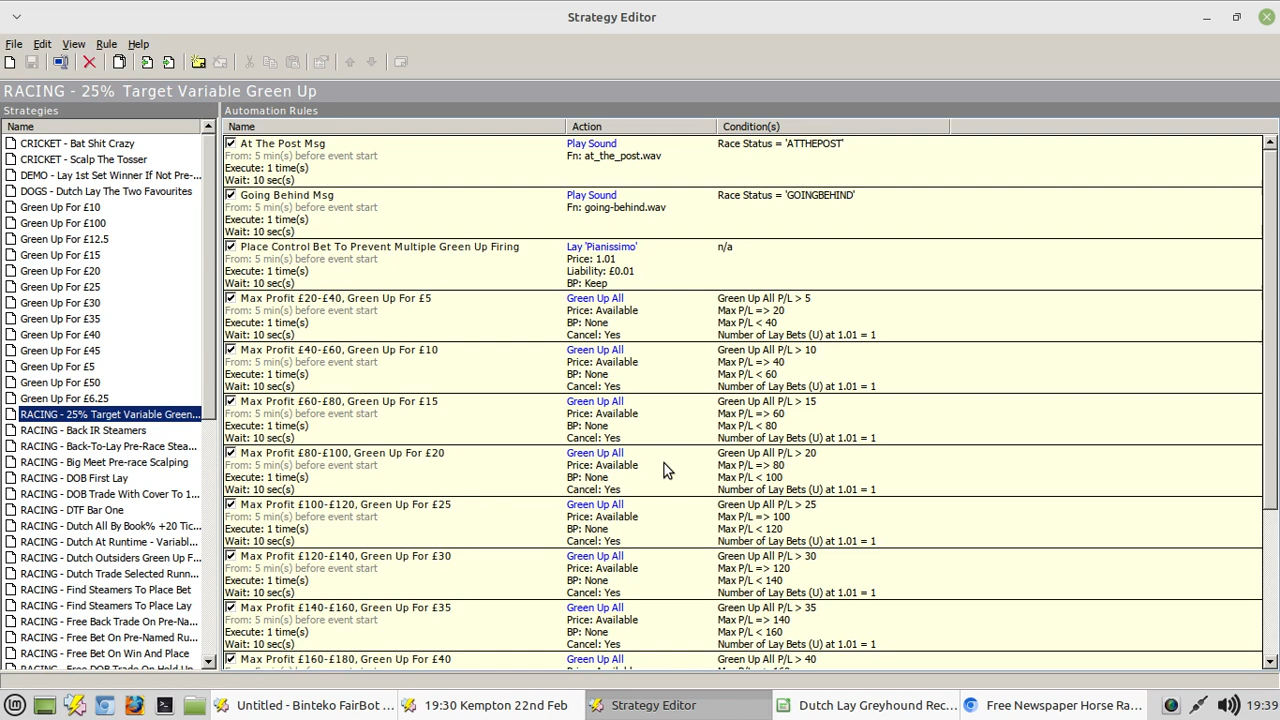 Strategy Editor
File Edit View Rule Help
RACING - 25% Target Variable Green Up
Strategies
Name
CRICKET - Bat Shit Crazy
CRICKET - Scalp The Tosser
DEMO - Lay 1st Set Winner If Not Pre-...
DOGS - Dutch Lay The Two Favourites
Green Up For £10
Green Up For £100
Green Up For £12.5
Green Up For £15
Green Up For £20
Green Up For £25
Green Up For £30
Green Up For £35
Green Up For £40
Green Up For £45
Green Up For £5
Green Up For £50
Green Up For £6.25
RACING - 25% Target Variable Green...
RACING - Back IR Steamers
RACING - Back-To-Lay Pre-Race Stea...
RACING - Big Meet Pre-race Scalping
RACING - DOB First Lay
RACING - DOB Trade With Cover To 1...
RACING - DTF Bar One
RACING - Dutch All By Book% +20 Tic...
RACING - Dutch At Runtime - Variabl...
RACING - Dutch Outsiders Green Up F...
RACING - Dutch Trade Selected Runn...
RACING - Find Steamers To Place Bet
RACING - Find Steamers To Place Lay
RACING - Free Back Trade On Pre-Na...
RACING - Free Bet On Pre-Named Ru...
RACING - Free Bet On Win And Place
RACING - Free DOB Trade On Hold Up
Automation Rules
Name Action Condition(s)
At The Post Msg Play Sound Race Status = 'ATTHEPOST'
From: 5 min(s) before event start Fn: at_the_post.wav
Execute: 1 time(s)
Wait: 10 sec(s)
Going Behind Msg Play Sound Race Status = 'GOINGBEHIND'
From: 5 min(s) before event start Fn: going-behind.wav
Execute: 1 time(s)
Wait: 10 sec(s)
Place Control Bet To Prevent Multiple Green Up Firing Lay 'Pianissimo' n/a
From: 5 min(s) before event start Price: 1.01
Execute: 1 time(s) Liability: £0.01
Wait: 10 sec(s) BP: Keep
Max Profit £20-£40, Green Up For £5 Green Up All Green Up All P/L > 5
From: 5 min(s) before event start Price: Available Max P/L => 20
Execute: 1 time(s) BP: None Max P/L < 40
Wait: 10 sec(s) Cancel: Yes Number of Lay Bets (U) at 1.01 = 1
Max Profit £40-£60, Green Up For £10 Green Up All Green Up All P/L > 10
From: 5 min(s) before event start Price: Available Max P/L => 40
Execute: 1 time(s) BP: None Max P/L < 60
Wait: 10 sec(s) Cancel: Yes Number of Lay Bets (U) at 1.01 = 1
Max Profit £60-£80, Green Up For £15 Green Up All Green Up All P/L > 15
From: 5 min(s) before event start Price: Available Max P/L => 60
Execute: 1 time(s) BP: None Max P/L < 80
Wait: 10 sec(s) Cancel: Yes Number of Lay Bets (U) at 1.01 = 1
Max Profit £80-£100, Green Up For £20 Green Up All Green Up All P/L > 20
From: 5 min(s) before event start Price: Available Max P/L => 80
Execute: 1 time(s) BP: None Max P/L < 100
Wait: 10 sec(s) Cancel: Yes Number of Lay Bets (U) at 1.01 = 1
Max Profit £100-£120, Green Up For £25 Green Up All Green Up All P/L > 25
From: 5 min(s) before event start Price: Available Max P/L => 100
Execute: 1 time(s) BP: None Max P/L < 120
Wait: 10 sec(s) Cancel: Yes Number of Lay Bets (U) at 1.01 = 1
Max Profit £120-£140, Green Up For £30 Green Up All Green Up All P/L > 30
From: 5 min(s) before event start Price: Available Max P/L => 120
Execute: 1 time(s) BP: None Max P/L < 140
Wait: 10 sec(s) Cancel: Yes Number of Lay Bets (U) at 1.01 = 1
Max Profit £140-£160, Green Up For £35 Green Up All Green Up All P/L > 35
From: 5 min(s) before event start Price: Available Max P/L => 140
Execute: 1 time(s) BP: None Max P/L < 160
Wait: 10 sec(s) Cancel: Yes Number of Lay Bets (U) at 1.01 = 1
Max Profit £160-£180, Green Up For £40 Green Up All Green Up All P/L > 40
Untitled - Binteko FairBot ... 19:30 Kempton 22nd Feb Strategy Editor Dutch Lay Greyhound Rec... Free Newspaper Horse Ra... 19:39